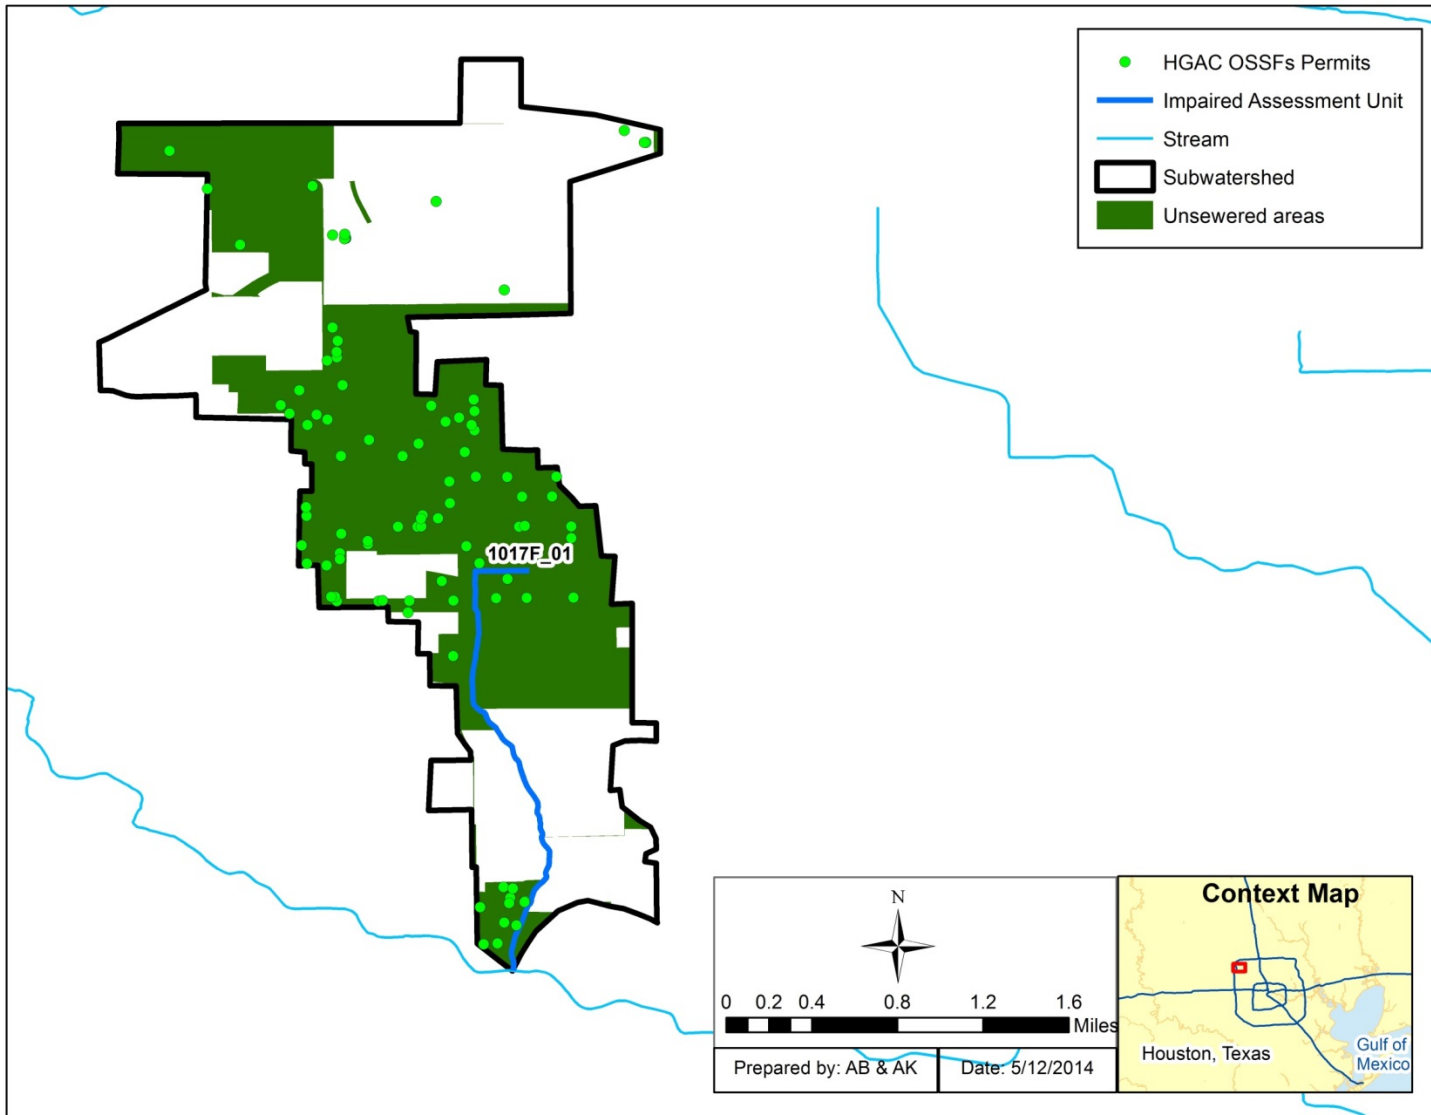 HGAC OSSFs Permits
Impaired Assessment Unit
Stream
Subwatershed
Unsewered areas
1017F_01
N
0 0.2 0.4 0.8 1.2 1.6
Miles
Prepared by: AB & AK
Date: 5/12/2014
Context Map
Houston, Texas
Gulf of
Mexico